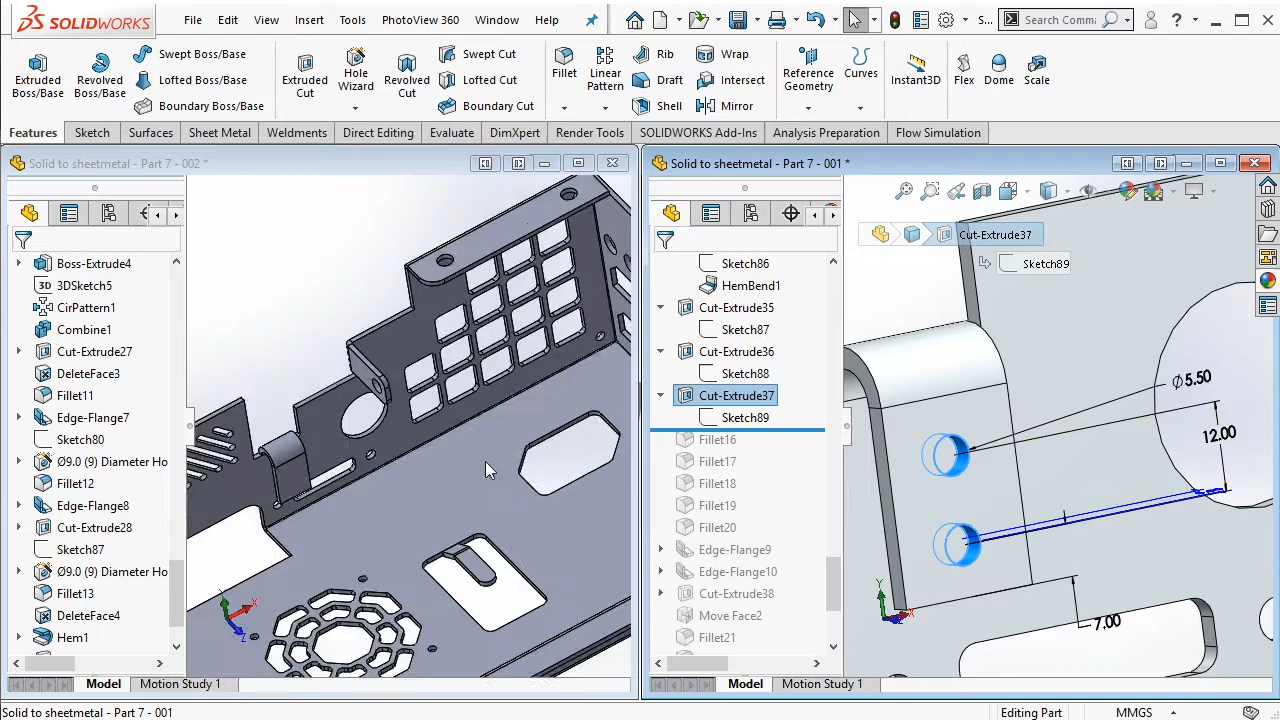 SOLIDWORKS
File Edit View Insert Tools PhotoView 360 Window Help
S... Search Comma
Extruded Boss/Base
Revolved Boss/Base
Swept Boss/Base
Lofted Boss/Base
Boundary Boss/Base
Extruded Cut
Hole Wizard
Revolved Cut
Swept Cut
Lofted Cut
Boundary Cut
Fillet
Linear Pattern
Rib
Draft
Shell
Wrap
Intersect
Mirror
Reference Geometry
Curves
Instant3D
Flex
Dome
Scale
Features Sketch Surfaces Sheet Metal Weldments Direct Editing Evaluate DimXpert Render Tools SOLIDWORKS Add-Ins Analysis Preparation Flow Simulation
Solid to sheetmetal - Part 7 - 002 *
Boss-Extrude4
3D 3DSketch5
CirPattern1
Combine1
Cut-Extrude27
DeleteFace3
Fillet11
Edge-Flange7
Sketch80
Ø9.0 (9) Diameter Ho
Fillet12
Edge-Flange8
Cut-Extrude28
Sketch87
Ø9.0 (9) Diameter Ho
Fillet13
DeleteFace4
Hem1
Y
X
Z
Model Motion Study 1
Solid to sheetmetal - Part 7 - 001 *
Sketch86
HemBend1
Cut-Extrude35
Sketch87
Cut-Extrude36
Sketch88
Cut-Extrude37
Sketch89
Fillet16
Fillet17
Fillet18
Fillet19
Fillet20
Edge-Flange9
Edge-Flange10
Cut-Extrude38
Move Face2
Fillet21
Cut-Extrude37
Sketch89
Ø5.50
12.00
7.00
Y
X
Model Motion Study 1
Solid to sheetmetal - Part 7 - 001
Editing Part MMGS